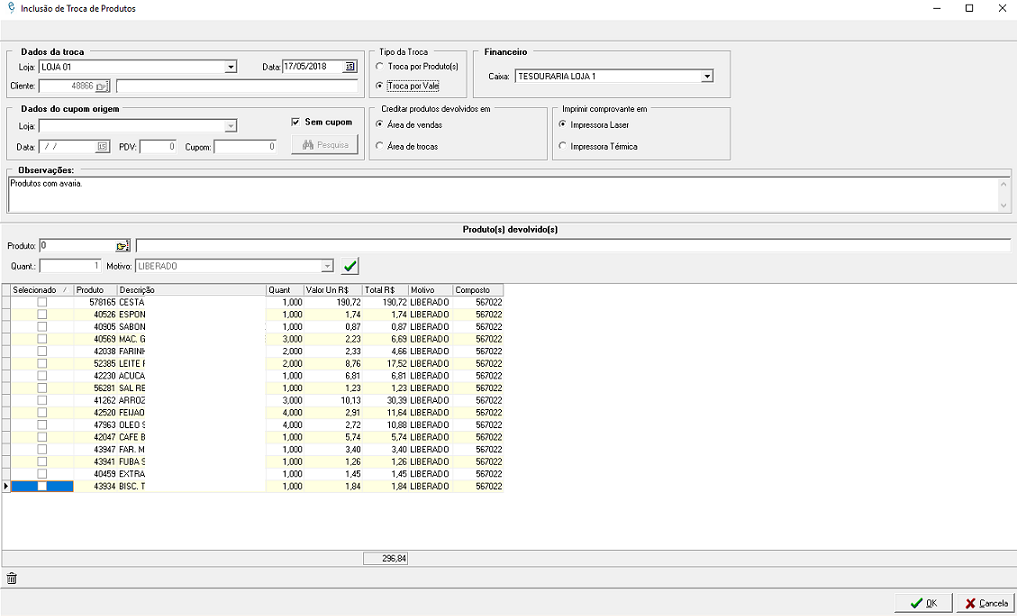 Inclusão de Troca de Produtos
Dados da troca
Loja: LOJA 01 Data: 17/05/2018
Cliente: 48866
Tipo da Troca
Troca por Produto(s)
Troca por Vale
Financeiro
Caixa: TESOURARIA LOJA 1
Dados do cupom origem
Loja:
Sem cupom
Data: / / PDV: 0 Cupom: 0 Pesquisa
Creditar produtos devolvidos em
Área de vendas
Área de trocas
Imprimir comprovante em
Impressora Laser
Impressora Térmica
Observações:
Produtos com avaria.
Produto(s) devolvido(s)
Produto: 0
Quant.: 1 Motivo: LIBERADO
Selecionado / Produto Descrição Quant Valor Un R$ Total R$ Motivo Composto
578165 CESTA 1,000 190,72 190,72 LIBERADO 567022
40526 ESPON 1,000 1,74 1,74 LIBERADO 567022
40905 SABON 1,000 0,87 0,87 LIBERADO 567022
40569 MAC. G 3,000 2,23 6,69 LIBERADO 567022
42038 FARINH 2,000 2,33 4,66 LIBERADO 567022
52385 LEITE F 2,000 8,76 17,52 LIBERADO 567022
42230 ACUCA 1,000 6,81 6,81 LIBERADO 567022
56281 SAL RE 1,000 1,23 1,23 LIBERADO 567022
41262 ARROZ 3,000 10,13 30,39 LIBERADO 567022
42520 FEIJAO 4,000 2,91 11,64 LIBERADO 567022
47963 OLEO S 4,000 2,72 10,88 LIBERADO 567022
42047 CAFE B 1,000 5,74 5,74 LIBERADO 567022
43947 FAR. M 1,000 3,40 3,40 LIBERADO 567022
43941 FUBA S 1,000 1,26 1,26 LIBERADO 567022
40459 EXTRA 1,000 1,45 1,45 LIBERADO 567022
43934 BISC. T 1,000 1,84 1,84 LIBERADO 567022
296,84
OK Cancela